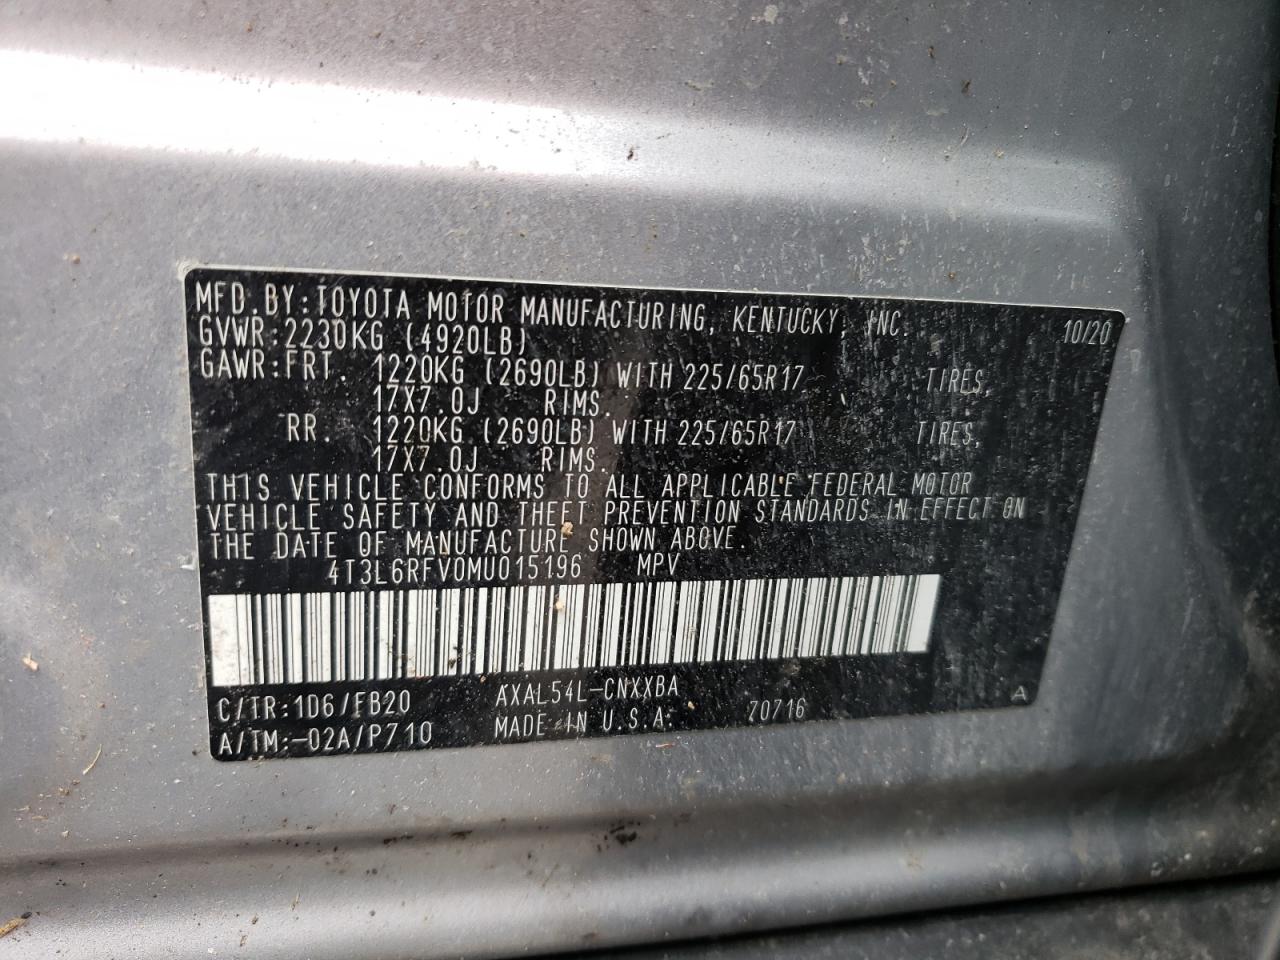 MFD.BY:TOYOTA MOTOR MANUFACTURING, KENTUCKY, INC. 10/20
GVWR:2230KG (4920LB)
GAWR:FRT. 1220KG (2690LB) WITH 225/65R17 TIRES,
17X7.0J RIMS.
RR. 1220KG (2690LB) WITH 225/65R17 TIRES,
17X7.0J RIMS.
THIS VEHICLE CONFORMS TO ALL APPLICABLE FEDERAL MOTOR
VEHICLE SAFETY AND THEFT PREVENTION STANDARDS IN EFFECT ON
THE DATE OF MANUFACTURE SHOWN ABOVE.
4T3L6RFV0MU015196 MPV
C/TR:1D6/FB20 AXAL54L-CNXXBA A
A/TM:-02A/P710 MADE IN U.S.A. 70716